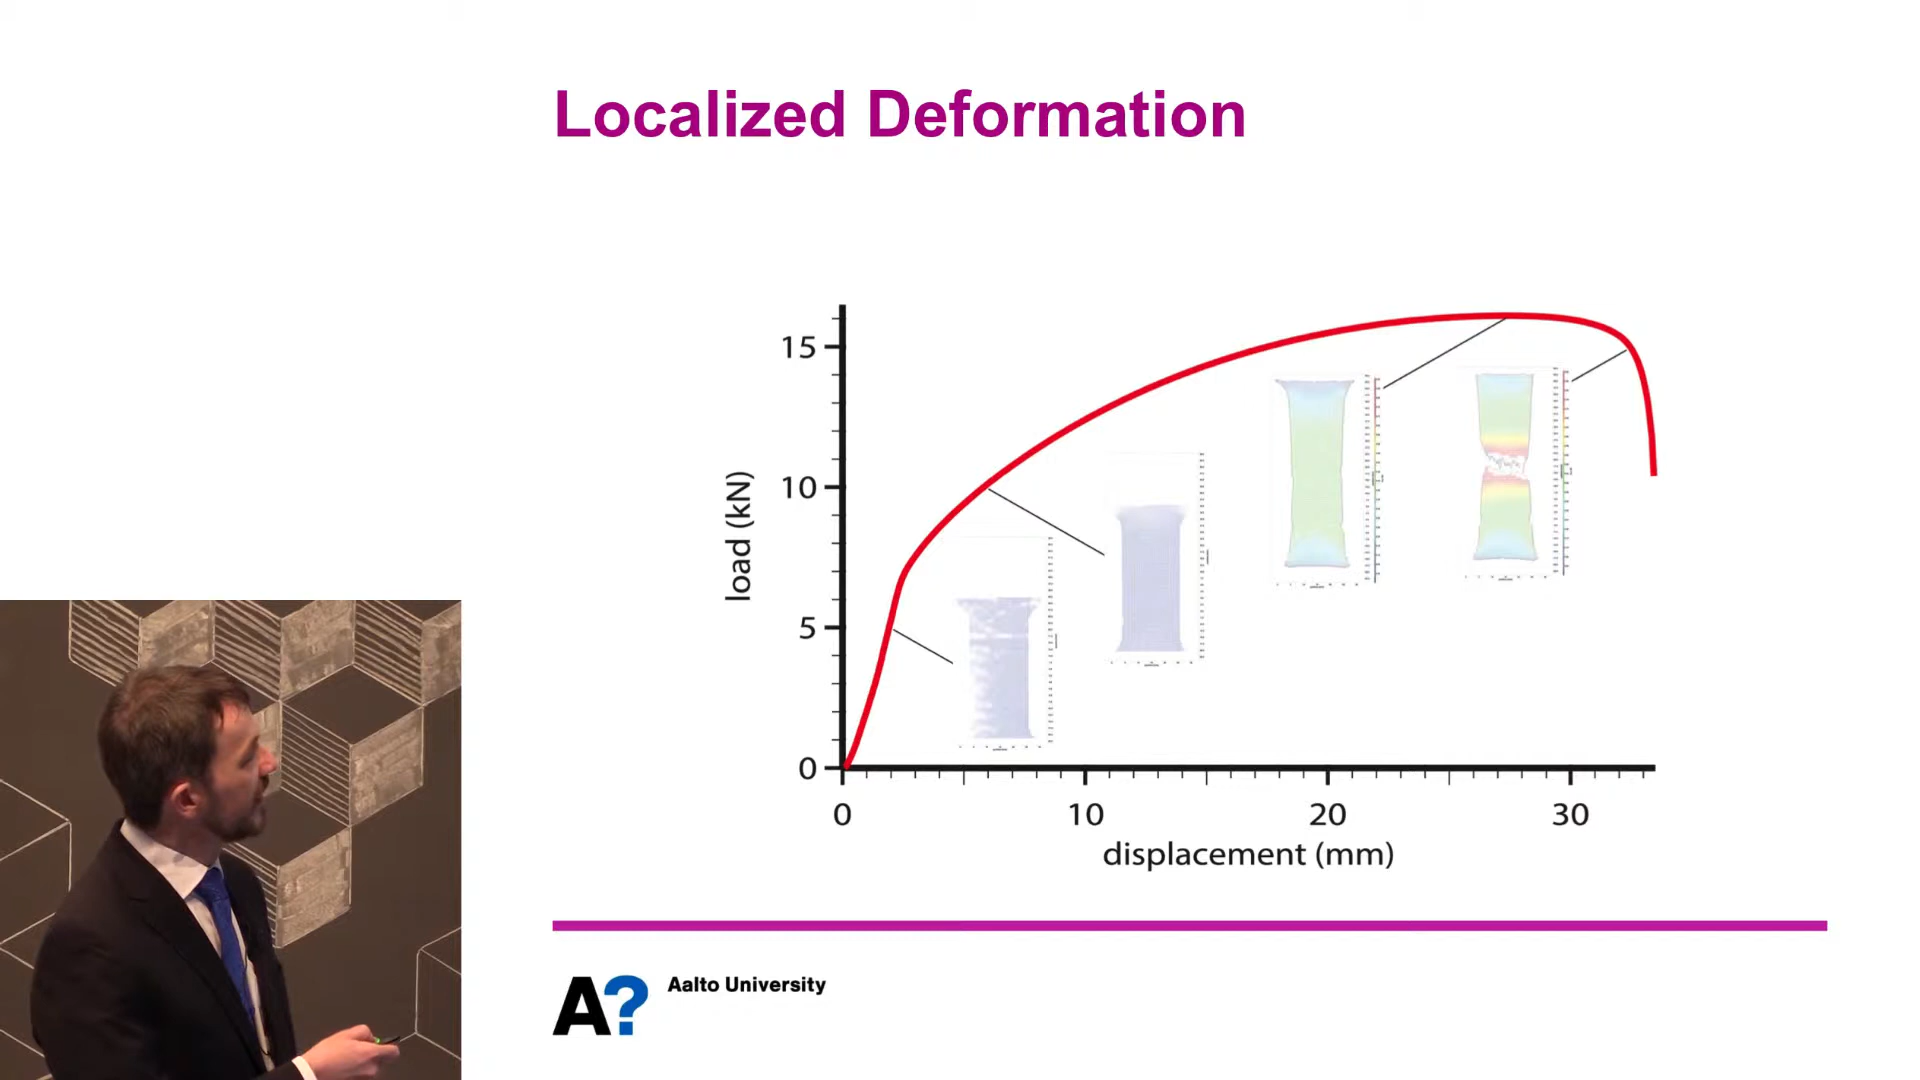 Localized Deformation
15
10
5
0
load (kN)
0 10 20 30
displacement (mm)
A? Aalto University